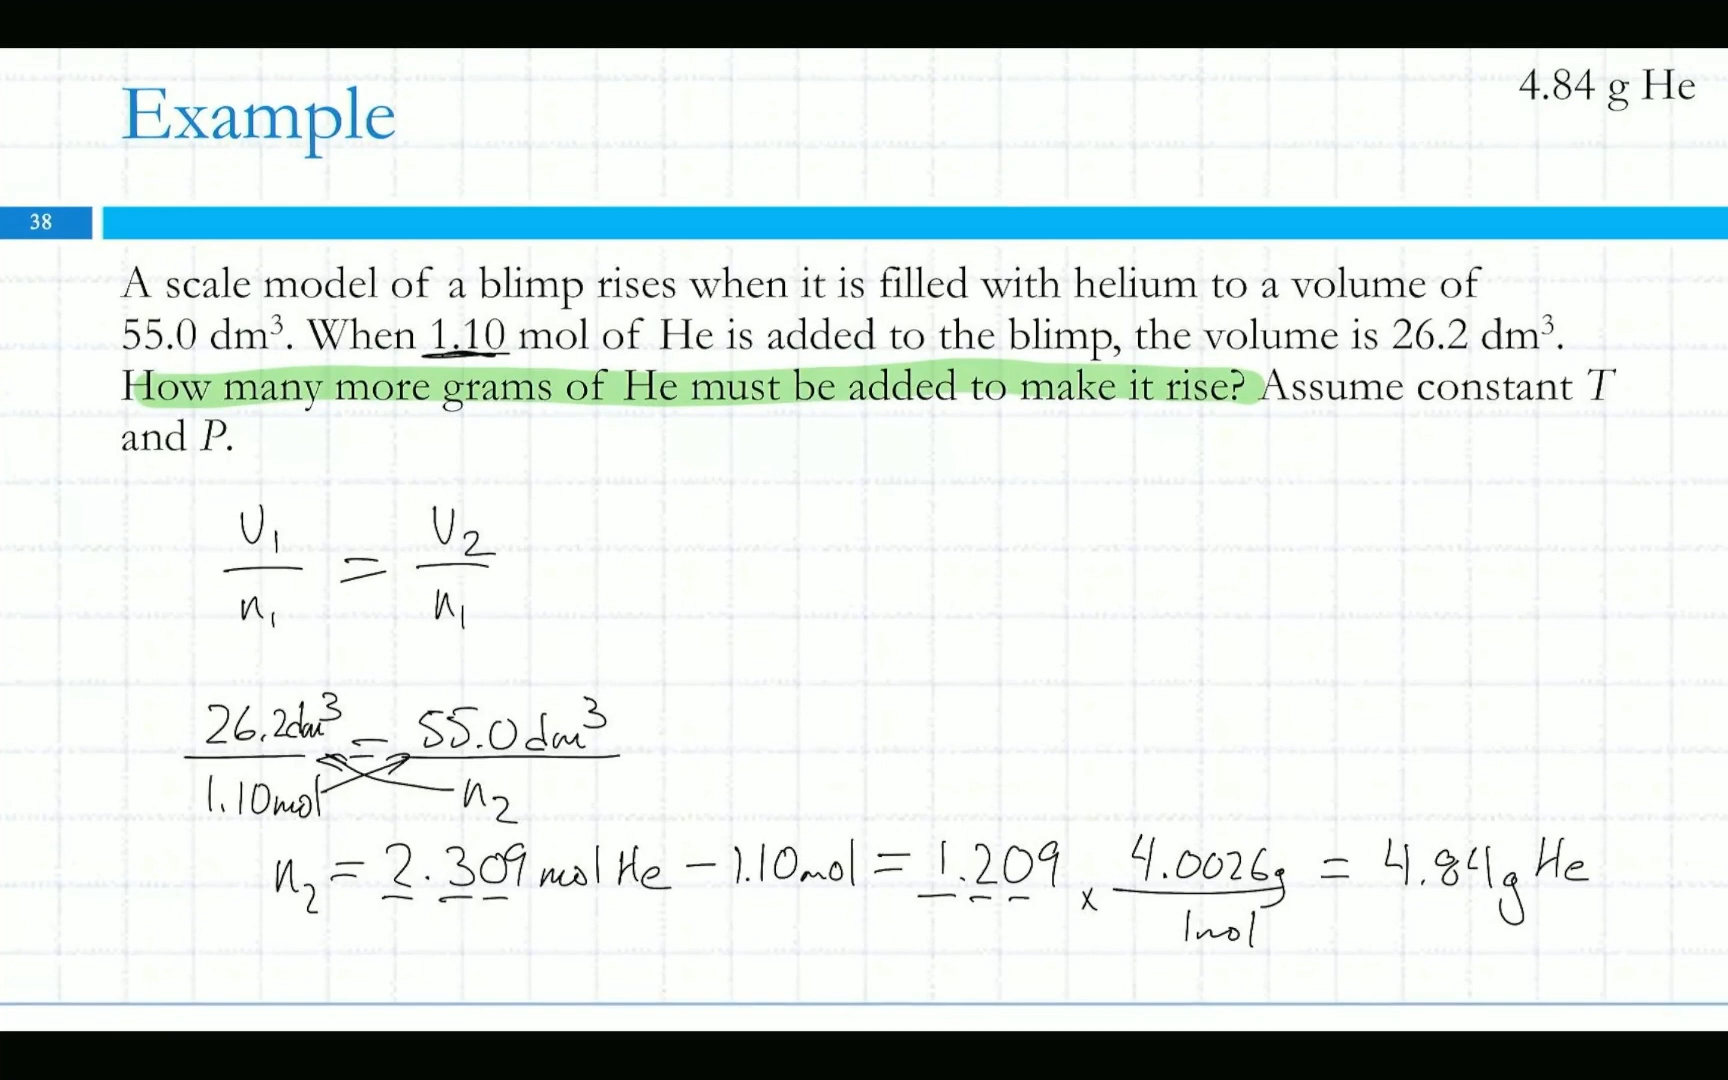 4.84 g He
Example
38
A scale model of a blimp rises when it is filled with helium to a volume of
55.0 dm³. When 1.10 mol of He is added to the blimp, the volume is 26.2 dm³.
How many more grams of He must be added to make it rise? Assume constant T
and P.
V₁/n₁ = V₂/n₁
26.2dm³/1.10mol = 55.0dm³/n₂
n₂ = 2.309 mol He - 1.10mol = 1.209 x 4.0026g/1mol = 4.84g He